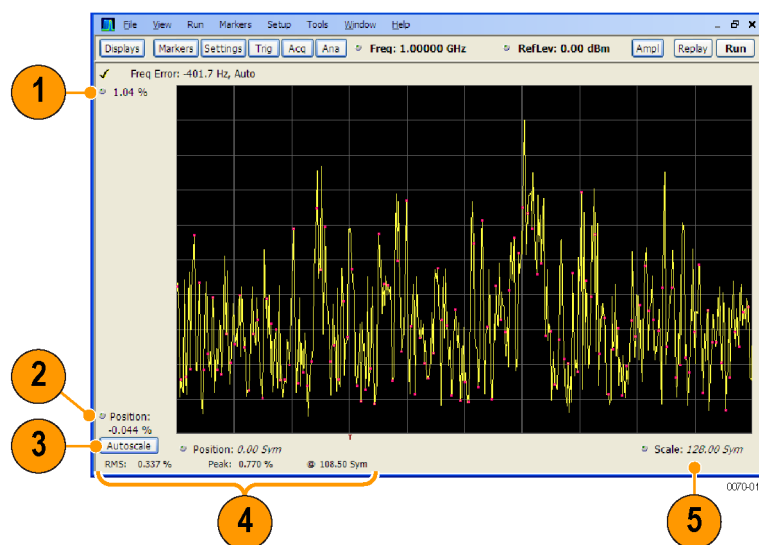 File View Run Markers Setup Tools Window Help
Displays Markers Settings Trig Acq Ana Freq: 1.00000 GHz RefLev: 0.00 dBm Ampl Replay Run
Freq Error: -401.7 Hz, Auto
1
1.04 %
2
Position:
-0.044 %
3
Autoscale
Position: 0.00 Sym
Scale: 128.00 Sym
RMS: 0.337 % Peak: 0.770 % @ 108.50 Sym
0070-01
4
5